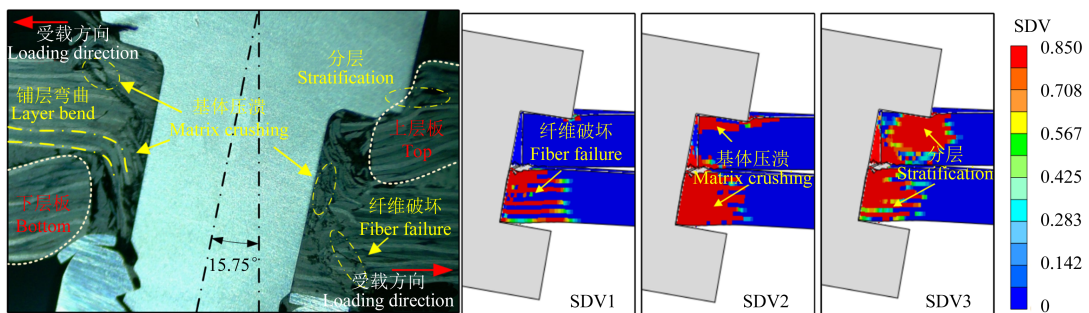 受载方向
Loading direction
铺层弯曲
Layer bend
下层板
Bottom
基体压溃
Matrix crushing
15.75°
分层
Stratification
上层板
Top
纤维破坏
Fiber failure
受载方向
Loading direction
纤维破坏
Fiber failure
SDV1
基体压溃
Matrix crushing
SDV2
分层
Stratification
SDV3
SDV
0.850
0.708
0.567
0.425
0.283
0.142
0